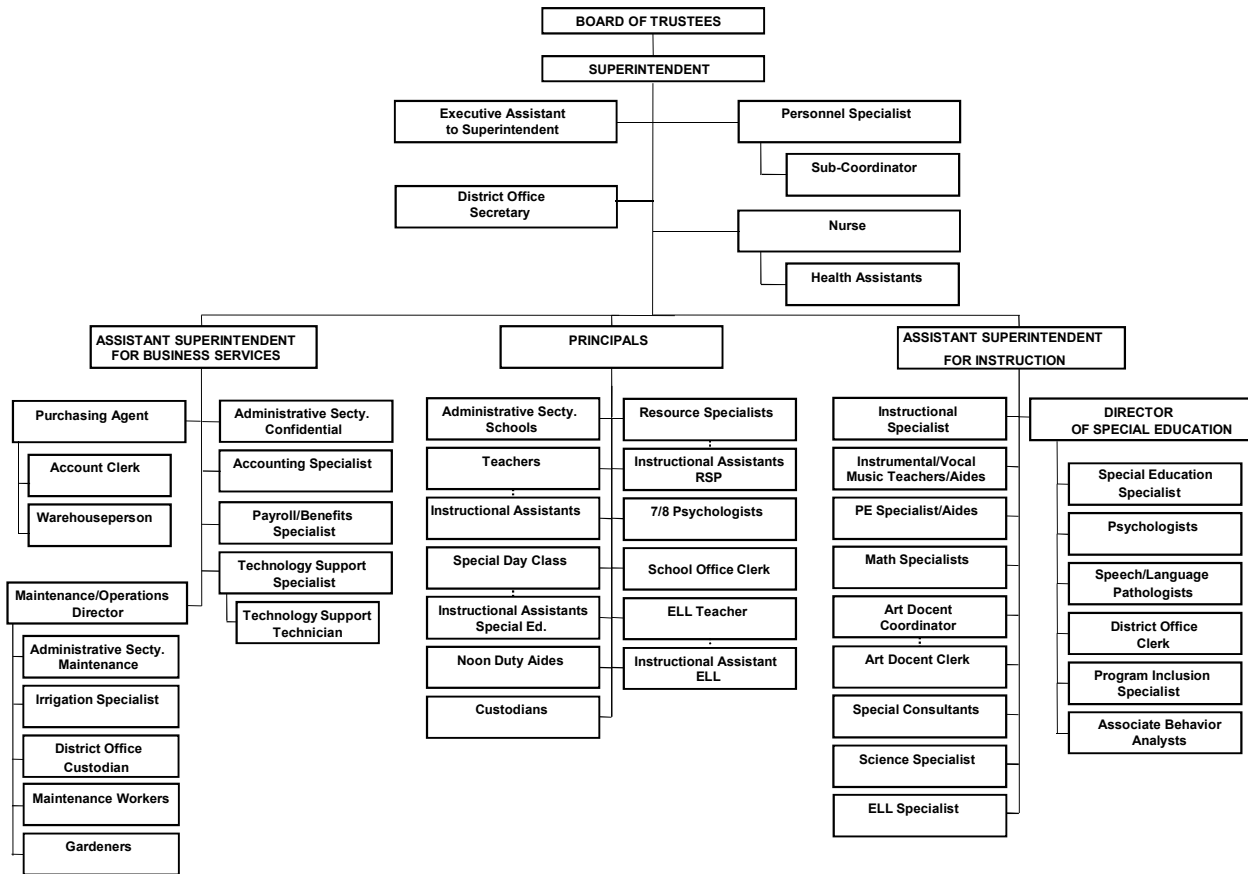 BOARD OF TRUSTEES
SUPERINTENDENT
Executive Assistant
to Superintendent
Personnel Specialist
Sub-Coordinator
District Office
Secretary
Nurse
Health Assistants
ASSISTANT SUPERINTENDENT
FOR BUSINESS SERVICES
PRINCIPALS
ASSISTANT SUPERINTENDENT
FOR INSTRUCTION
Purchasing Agent
Account Clerk
Warehouseperson
Administrative Secty.
Confidential
Accounting Specialist
Payroll/Benefits
Specialist
Technology Support
Specialist
Technology Support
Technician
Maintenance/Operations
Director
Administrative Secty.
Maintenance
Irrigation Specialist
District Office
Custodian
Maintenance Workers
Gardeners
Administrative Secty.
Schools
Teachers
Instructional Assistants
Special Day Class
Instructional Assistants
Special Ed.
Noon Duty Aides
Custodians
Resource Specialists
Instructional Assistants
RSP
7/8 Psychologists
School Office Clerk
ELL Teacher
Instructional Assistant
ELL
Instructional
Specialist
Instrumental/Vocal
Music Teachers/Aides
PE Specialist/Aides
Math Specialists
Art Docent
Coordinator
Art Docent Clerk
Special Consultants
Science Specialist
ELL Specialist
DIRECTOR
OF SPECIAL EDUCATION
Special Education
Specialist
Psychologists
Speech/Language
Pathologists
District Office
Clerk
Program Inclusion
Specialist
Associate Behavior
Analysts